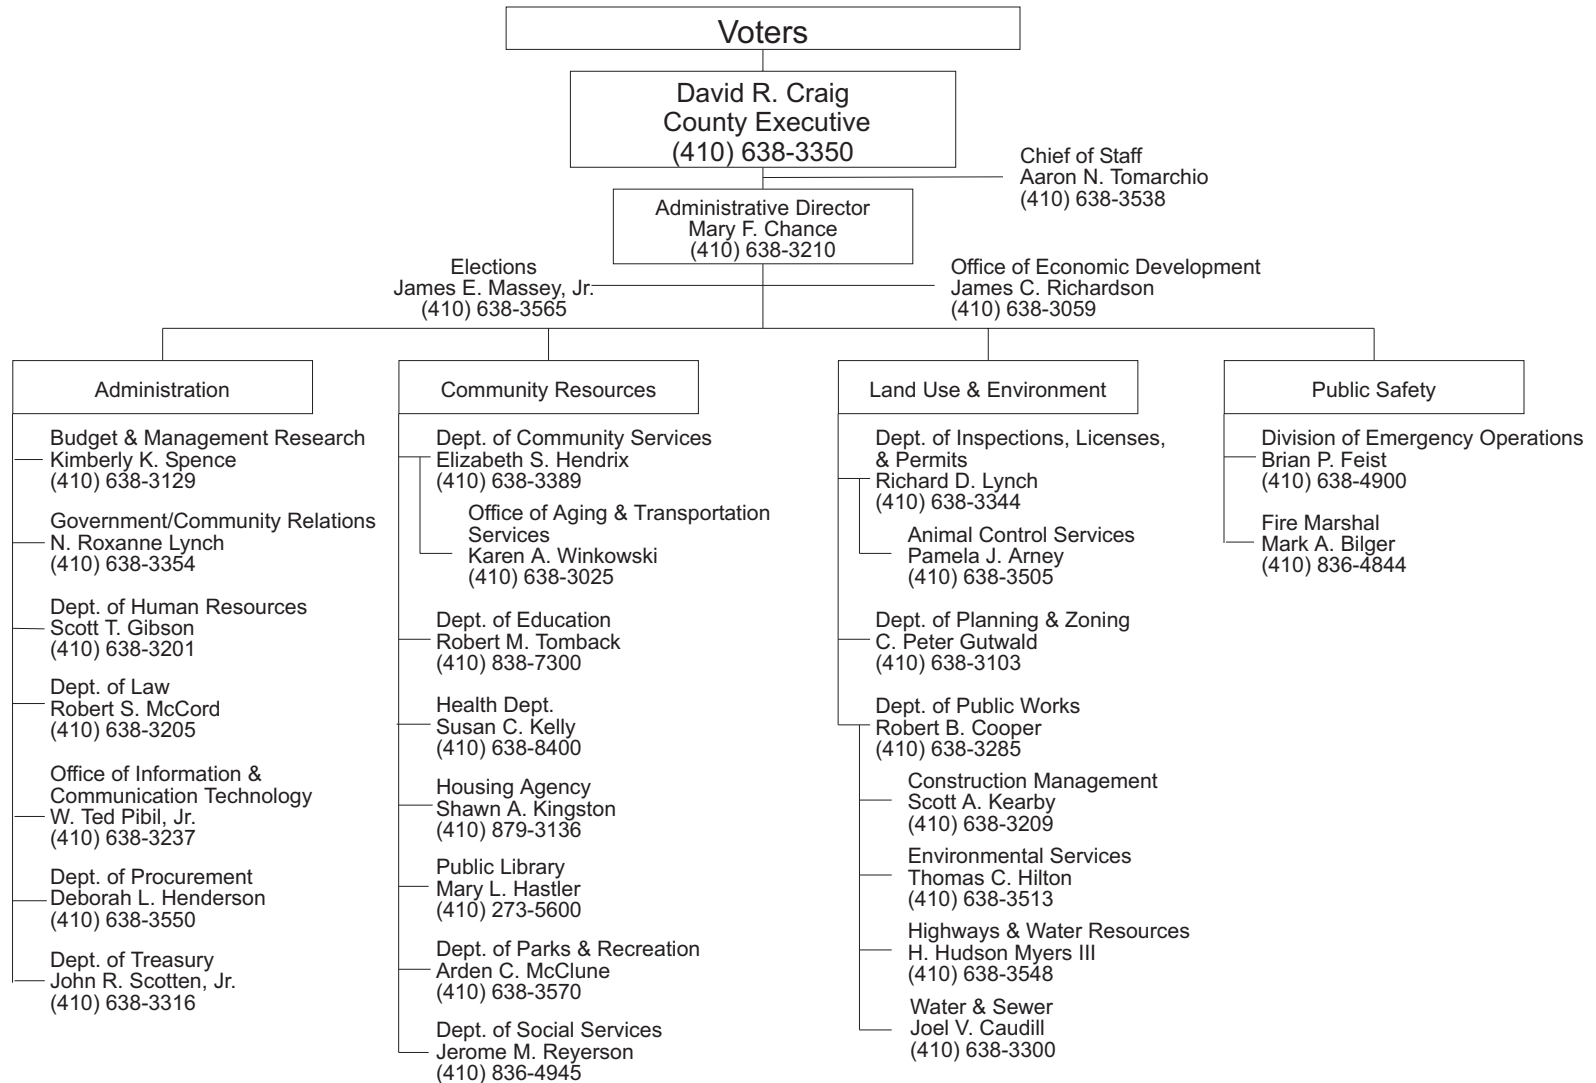 Voters
David R. Craig
County Executive
(410) 638-3350
Chief of Staff
Aaron N. Tomarchio
(410) 638-3538
Administrative Director
Mary F. Chance
(410) 638-3210
Elections
James E. Massey, Jr.
(410) 638-3565
Office of Economic Development
James C. Richardson
(410) 638-3059
Administration
Budget & Management Research
Kimberly K. Spence
(410) 638-3129
Government/Community Relations
N. Roxanne Lynch
(410) 638-3354
Dept. of Human Resources
Scott T. Gibson
(410) 638-3201
Dept. of Law
Robert S. McCord
(410) 638-3205
Office of Information &
Communication Technology
W. Ted Pibil, Jr.
(410) 638-3237
Dept. of Procurement
Deborah L. Henderson
(410) 638-3550
Dept. of Treasury
John R. Scotten, Jr.
(410) 638-3316
Community Resources
Dept. of Community Services
Elizabeth S. Hendrix
(410) 638-3389
Office of Aging & Transportation
Services
Karen A. Winkowski
(410) 638-3025
Dept. of Education
Robert M. Tomback
(410) 838-7300
Health Dept.
Susan C. Kelly
(410) 638-8400
Housing Agency
Shawn A. Kingston
(410) 879-3136
Public Library
Mary L. Hastler
(410) 273-5600
Dept. of Parks & Recreation
Arden C. McClune
(410) 638-3570
Dept. of Social Services
Jerome M. Reyerson
(410) 836-4945
Land Use & Environment
Dept. of Inspections, Licenses,
& Permits
Richard D. Lynch
(410) 638-3344
Animal Control Services
Pamela J. Arney
(410) 638-3505
Dept. of Planning & Zoning
C. Peter Gutwald
(410) 638-3103
Dept. of Public Works
Robert B. Cooper
(410) 638-3285
Construction Management
Scott A. Kearby
(410) 638-3209
Environmental Services
Thomas C. Hilton
(410) 638-3513
Highways & Water Resources
H. Hudson Myers III
(410) 638-3548
Water & Sewer
Joel V. Caudill
(410) 638-3300
Public Safety
Division of Emergency Operations
Brian P. Feist
(410) 638-4900
Fire Marshal
Mark A. Bilger
(410) 836-4844